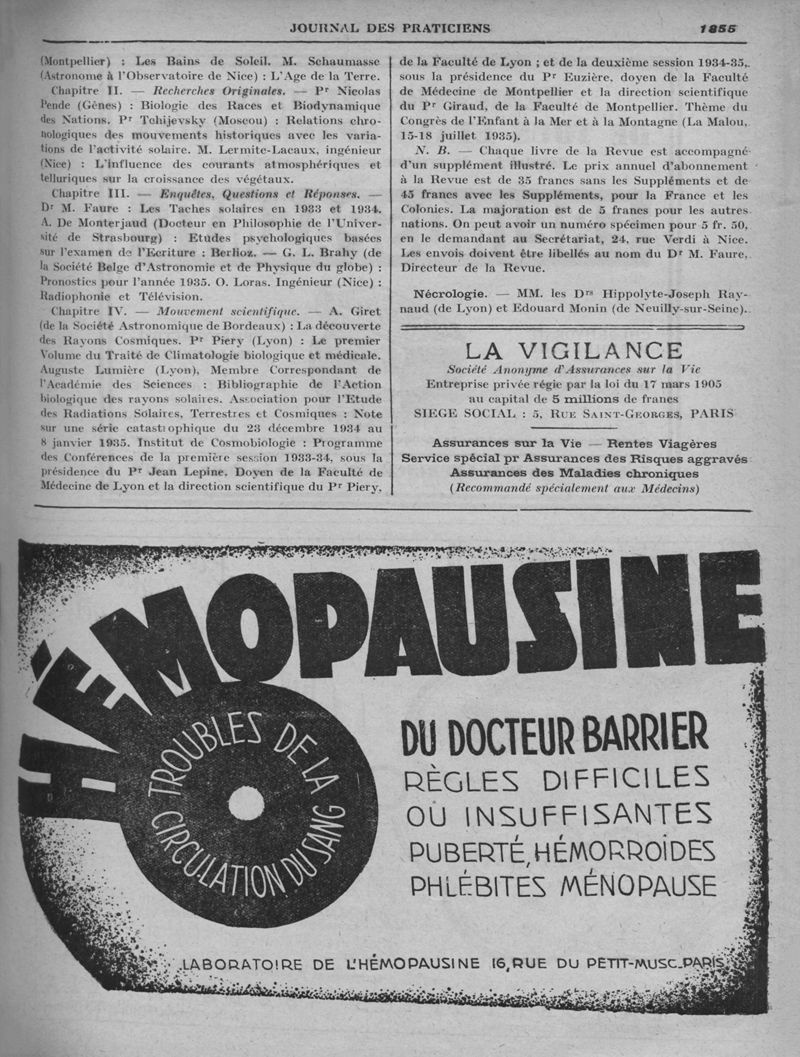 JOURNAL DES PRATICIENS 1855
(Montpellier) : Les Bains de Soleil. M. Schaumasse
(Astronome à l'Observatoire de Nice) : L'Age de la Terre.
Chapitre II. — Recherches Originales. — Pr Nicolas
Pende (Gênes) : Biologie des Races et Biodynamique
des Nations. Pr Tchijevsky (Moscou) : Relations chro-
nologiques des mouvements historiques avec les varia-
tions de l'activité solaire. M. Lermite-Lacaux, ingénieur
(Nice) : L'influence des courants atmosphériques et
telluriques sur la croissance des végétaux.
Chapitre III. — Enquêtes, Questions et Réponses. —
Dr M. Faure : Les Taches solaires en 1933 et 1934.
A. De Monterjaud (Docteur en Philosophie de l'Univer-
sité de Strasbourg) : Etudes psychologiques basées
sur l'examen de l'Ecriture : Berlioz. — G. L. Brahy (de
la Société Belge d'Astronomie et de Physique du globe) :
Pronostics pour l'année 1935. O. Loras. Ingénieur (Nice) :
Radiophonie et Télévision.
Chapitre IV. — Mouvement scientifique. — A. Giret
(de la Société Astronomique de Bordeaux) : La découverte
des Rayons Cosmiques. Pr Piery (Lyon) : Le premier
Volume du Traité de Climatologie biologique et médicale.
Auguste Lumière (Lyon), Membre Correspondant de
l'Académie des Sciences : Bibliographie de l'Action
biologique des rayons solaires. Association pour l'Etude
des Radiations Solaires, Terrestres et Cosmiques : Note
sur une série catastrophique du 23 décembre 1934 au
8 janvier 1935. Institut de Cosmobiologie : Programme
des Conférences de la première session 1933-34, sous la
présidence du Pr Jean Lepine. Doyen de la Faculté de
Médecine de Lyon et la direction scientifique du Pr Piery,
de la Faculté de Lyon ; et de la deuxième session 1934-35,
sous la présidence du Pr Euzière, doyen de la Faculté
de Médecine de Montpellier et la direction scientifique
du Pr Giraud, de la Faculté de Montpellier. Thème du
Congrès de l'Enfant à la Mer et à la Montagne (La Malou,
15-18 juillet 1935).
N. B. — Chaque livre de la Revue est accompagné
d'un supplément illustré. Le prix annuel d'abonnement
à la Revue est de 35 francs sans les Suppléments et de
45 francs avec les Suppléments, pour la France et les
Colonies. La majoration est de 5 francs pour les autres
nations. On peut avoir un numéro spécimen pour 5 fr. 50,
en le demandant au Secrétariat, 24, rue Verdi à Nice.
Les envois doivent être libellés au nom du Dr M. Faure,
Directeur de la Revue.
Nécrologie. — MM. les Drs Hippolyte-Joseph Ray-
naud (de Lyon) et Edouard Monin (de Neuilly-sur-Seine).
LA VIGILANCE
Société Anonyme d'Assurances sur la Vie
Entreprise privée régie par la loi du 17 mars 1905
au capital de 5 millions de francs
SIEGE SOCIAL : 5, RUE SAINT-GEORGES, PARIS
Assurances sur la Vie — Rentes Viagères
Service spécial pr Assurances des Risques aggravés
Assurances des Maladies chroniques
(Recommandé spécialement aux Médecins)
HÉMOPAUSINE
TROUBLES DE LA
CIRCULATION DU SANG
DU DOCTEUR BARRIER
RÈGLES DIFFICILES
OU INSUFFISANTES
PUBERTÉ, HÉMORROÏDES
PHLÉBITES MÉNOPAUSE
LABORATOIRE DE L'HÉMOPAUSINE 16, RUE DU PETIT-MUSC_PARIS